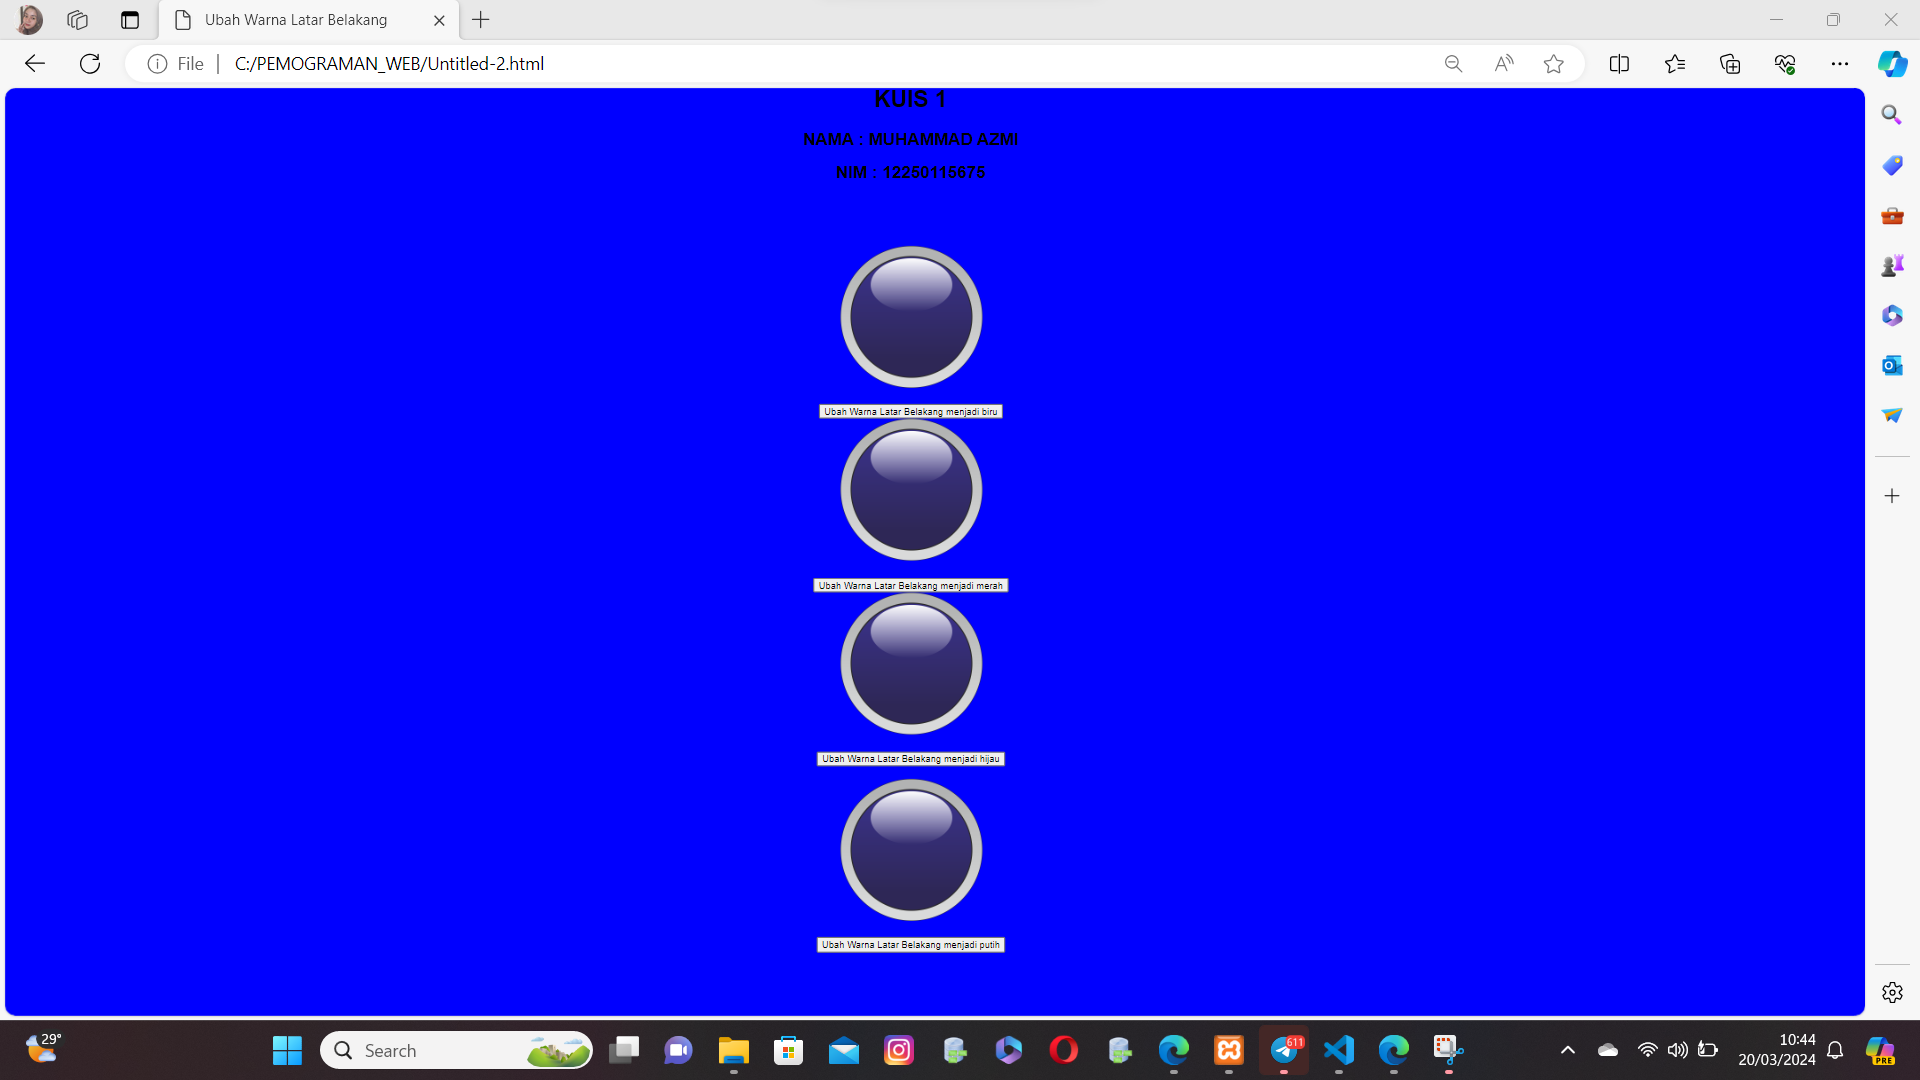 Ubah Warna Latar Belakang
File
C:/PEMOGRAMAN_WEB/Untitled-2.html
KUIS 1
NAMA : MUHAMMAD AZMI
NIM : 12250115675
Ubah Warna Latar Belakang menjadi biru
Ubah Warna Latar Belakang menjadi merah
Ubah Warna Latar Belakang menjadi hijau
Ubah Warna Latar Belakang menjadi putih
29°
Search
611
10:44
20/03/2024
PRE